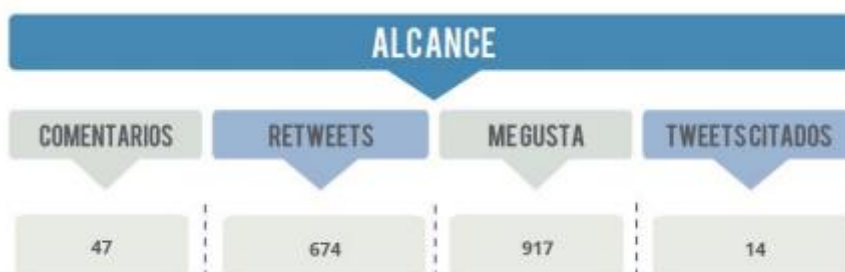 ALCANCE
COMENTARIOS RETWEETS ME GUSTA TWEETS CITADOS
47 674 917 14